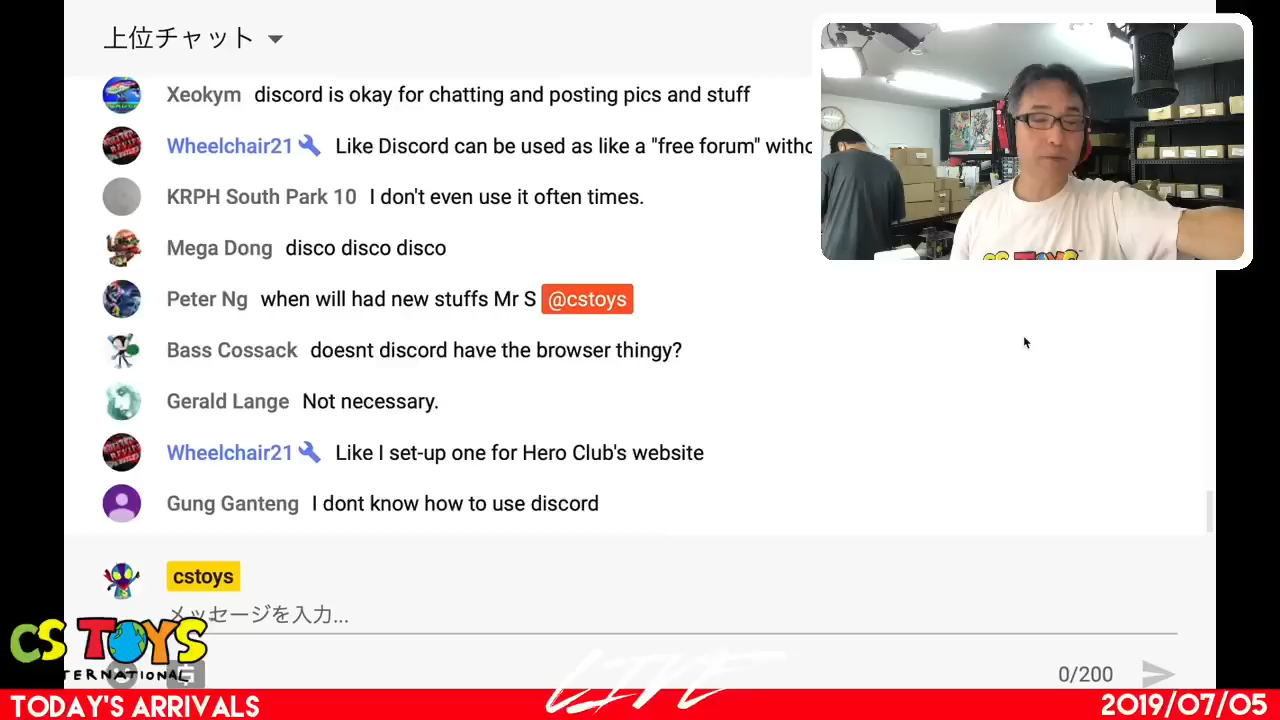 上位チャット
Xeokym discord is okay for chatting and posting pics and stuff
Wheelchair21 Like Discord can be used as like a "free forum" witho
KRPH South Park 10 I don't even use it often times.
Mega Dong disco disco disco
Peter Ng when will had new stuffs Mr S @cstoys
Bass Cossack doesnt discord have the browser thingy?
Gerald Lange Not necessary.
Wheelchair21 Like I set-up one for Hero Club's website
Gung Ganteng I dont know how to use discord
cstoys
メッセージを入力...
CS TOYS
TERNATIONAL
0/200
LIVE
TODAY'S ARRIVALS
2019/07/05
CS TOYS